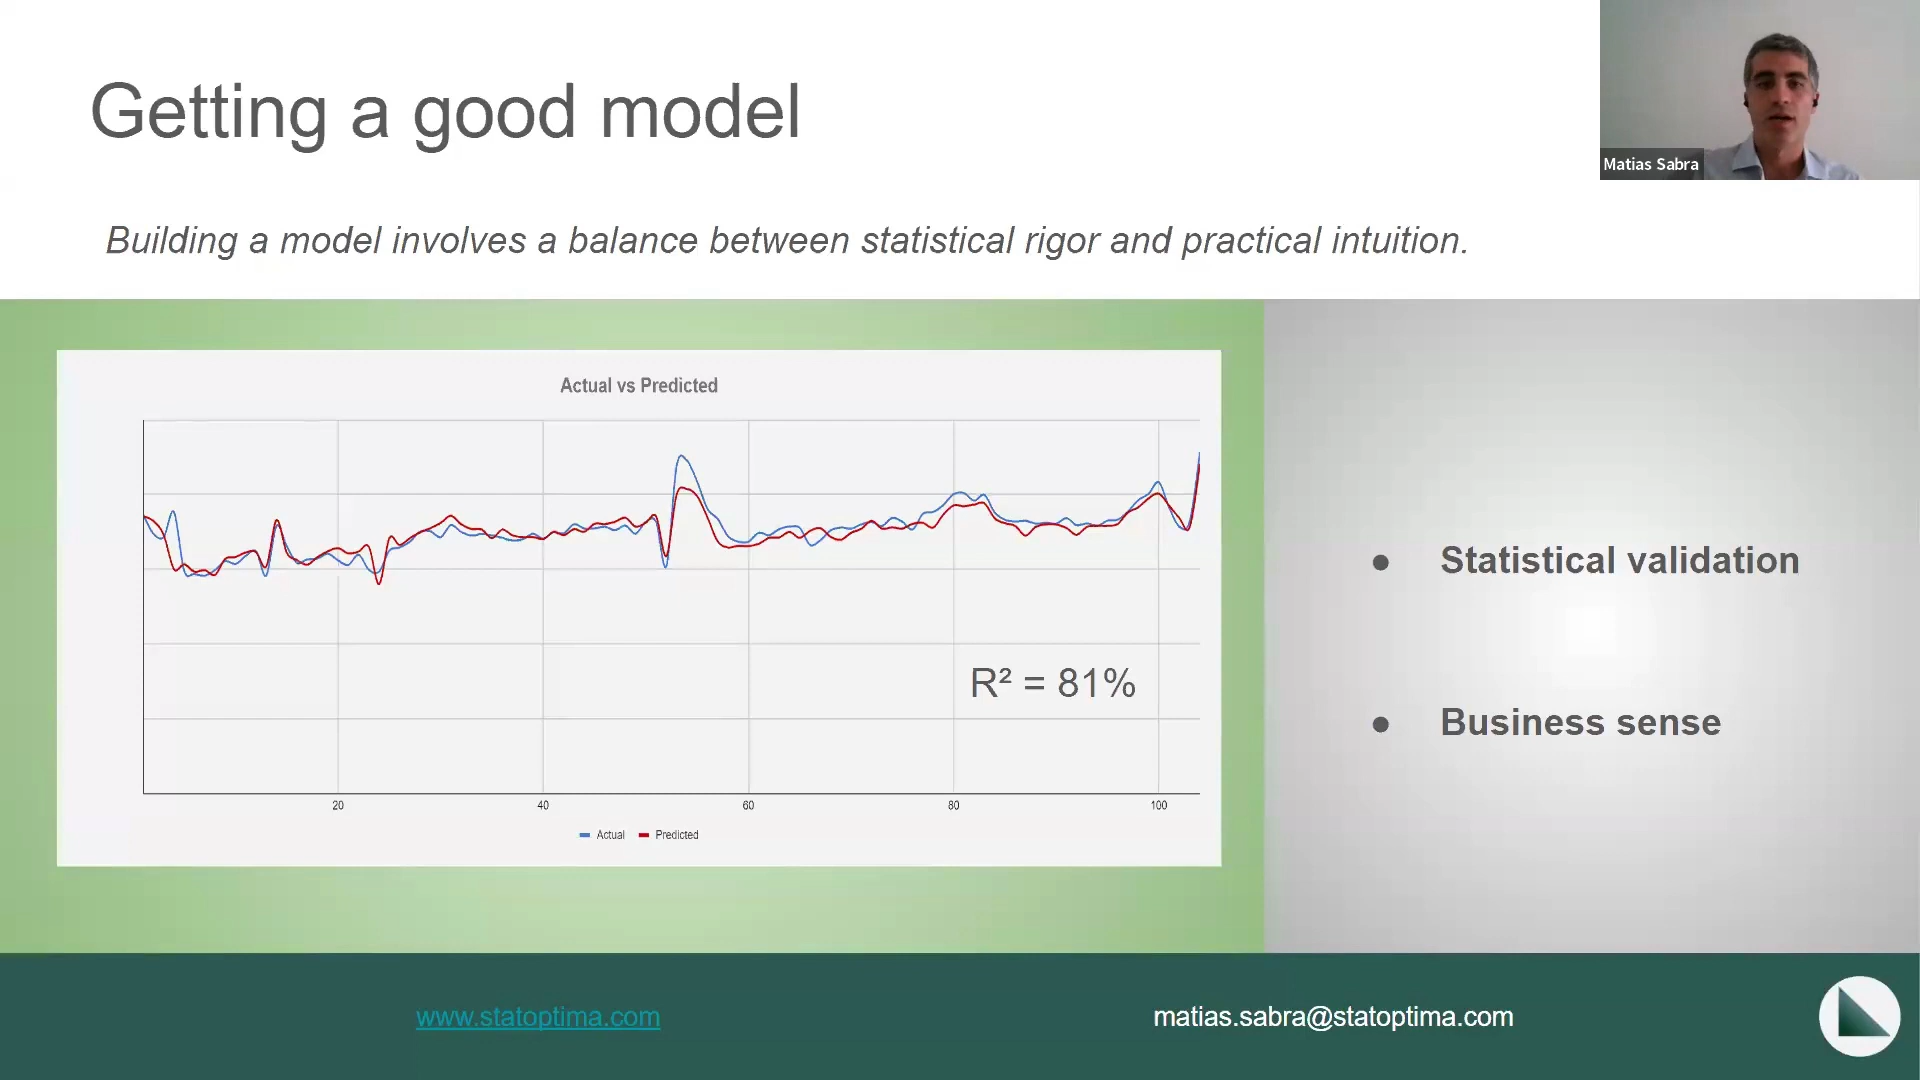 Getting a good model
Matias Sabra
Building a model involves a balance between statistical rigor and practical intuition.
Actual vs Predicted
R² = 81%
20 40 60 80 100
Actual Predicted
● Statistical validation
● Business sense
www.statoptima.com
matias.sabra@statoptima.com